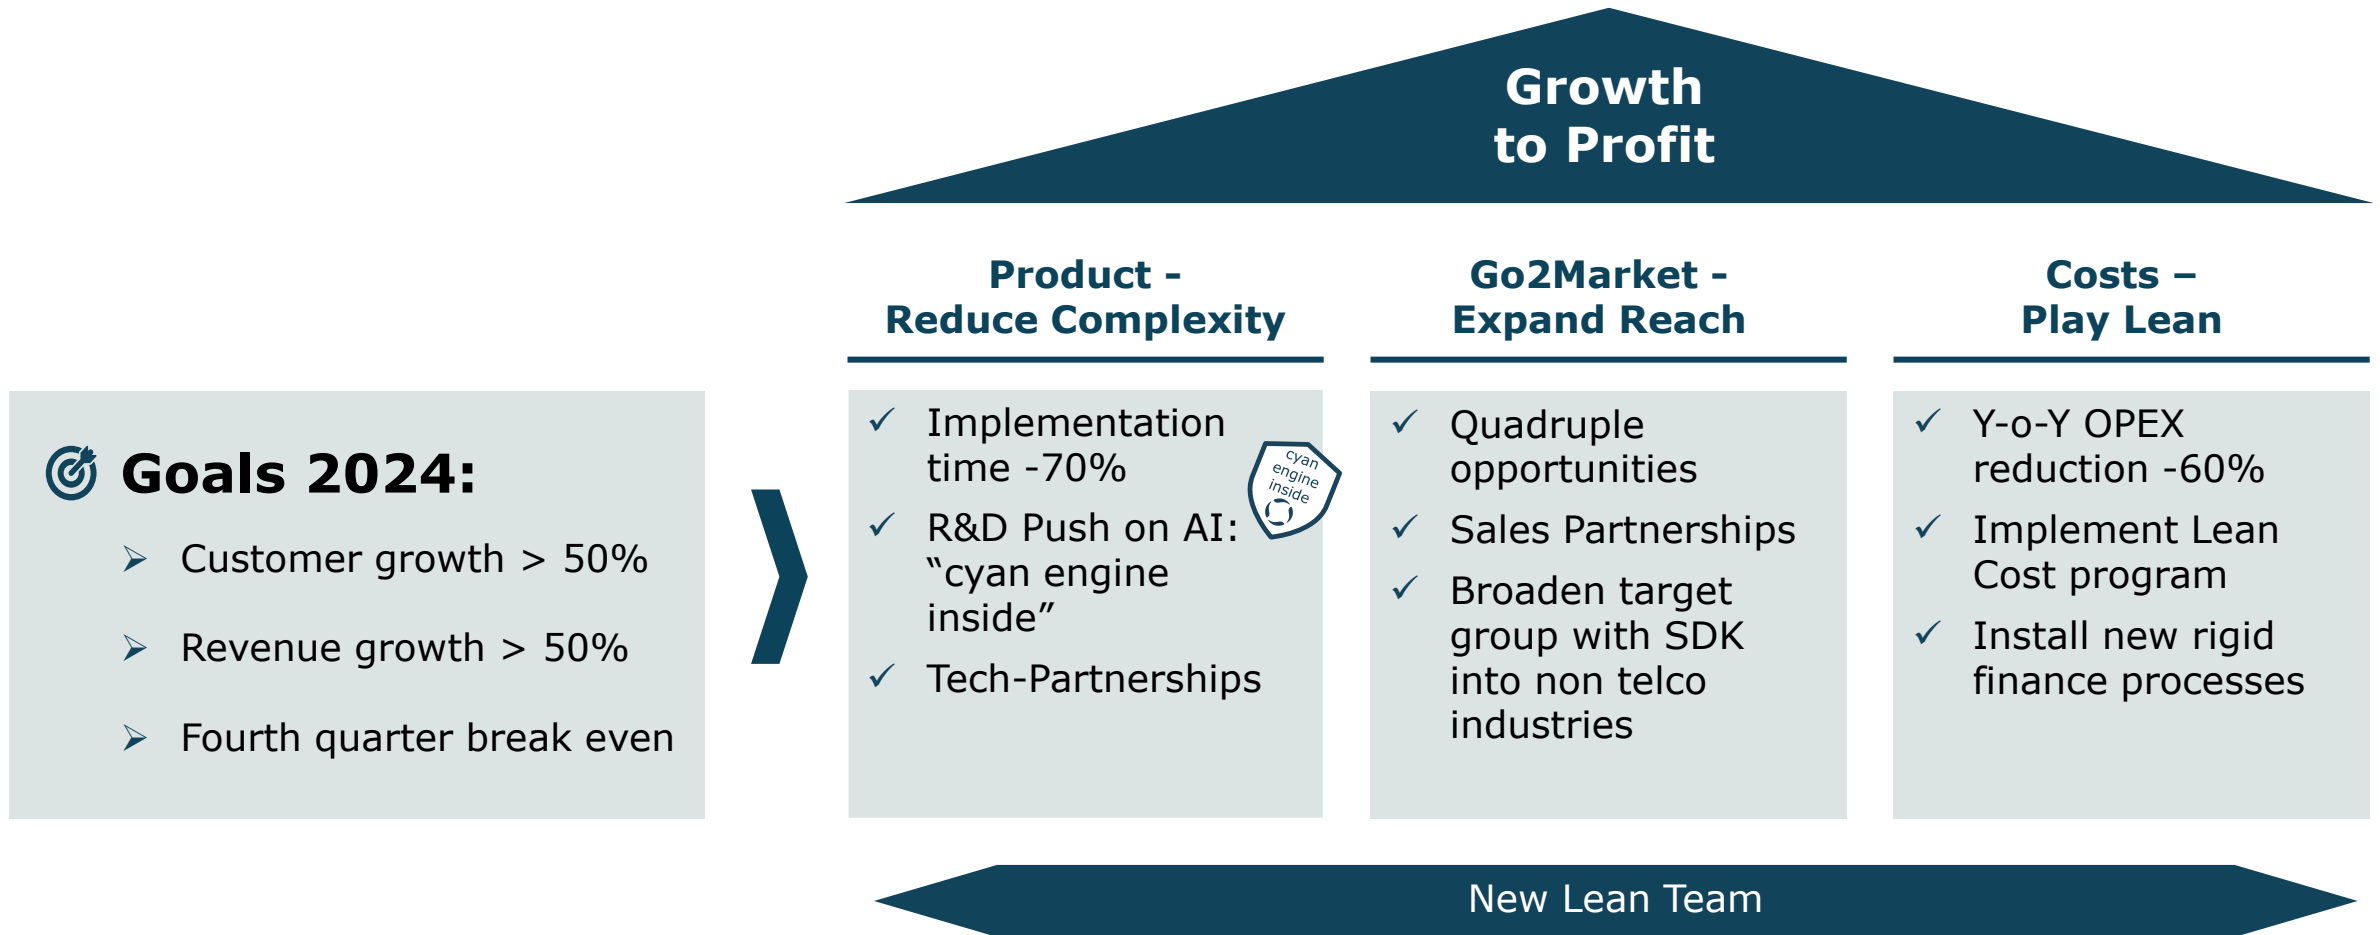 Growth
to Profit
Product -
Reduce Complexity
Go2Market -
Expand Reach
Costs –
Play Lean
Goals 2024:
Customer growth > 50%
Revenue growth > 50%
Fourth quarter break even
Implementation
time -70%
R&D Push on AI:
“cyan engine
inside”
Tech-Partnerships
cyan
engine
inside
Quadruple
opportunities
Sales Partnerships
Broaden target
group with SDK
into non telco
industries
Y-o-Y OPEX
reduction -60%
Implement Lean
Cost program
Install new rigid
finance processes
New Lean Team